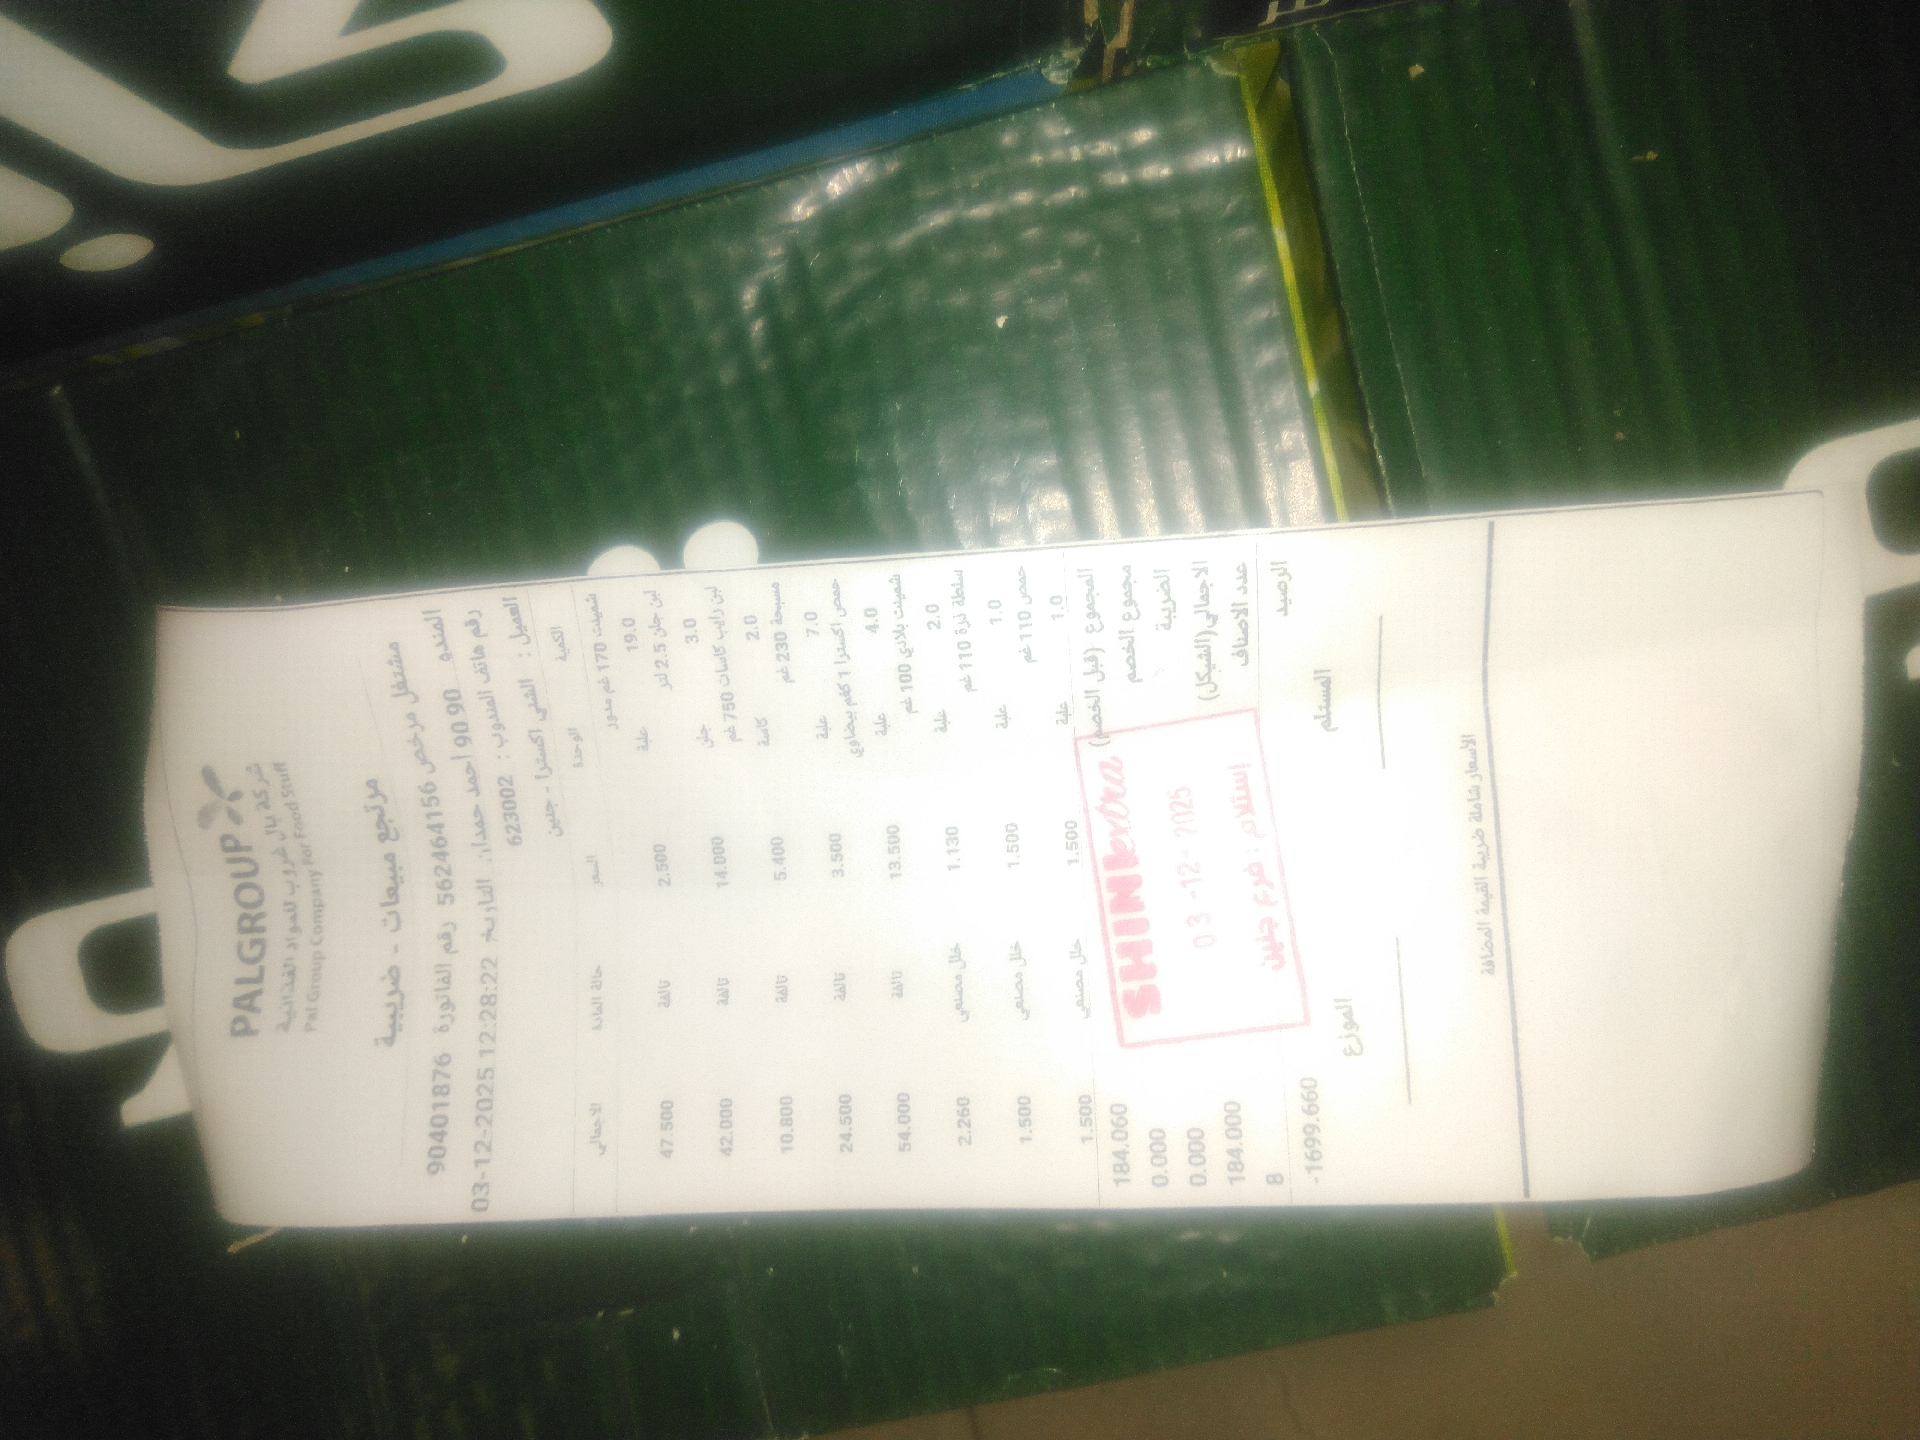 PALGROUP
شركة بال غروب للمواد الغذائية
Pal Group Company For Food Stuff
مرتجع مبيعات - ضريبية
مشتغل مرخص 562464156 رقم الفاتورة 90401876
المندوب 90 90 احمد حمدان التاريخ 03-12-2025 12:28:22
رقم هاتف المندوب : 623002
العميل : الشني اكسترا - جنين
الكمية الوحدة السعر حالة المادة الاجمالي
شمينت 170 غم مدور
19.0 علبة 2.500 تالفة 47.500
لبن جلن 2.5 لتر
3.0 جلن 14.000 تالفة 42.000
لبن رايب كاسات 750 غم
2.0 كاسة 5.400 تالفة 10.800
مسبحة 230 غم
7.0 علبة 3.500 تالفة 24.500
حمص اكسترا 1 كغم بيضاوي
4.0 علبة 13.500 تالفة 54.000
شمينت بلادي 100 غم
2.0 علبة 1.130 خلل مصنعي 2.260
سلطة ذرة 110 غم
1.0 علبة 1.500 خلل مصنعي 1.500
حمص 110 غم
1.0 علبة 1.500 خلل مصنعي 1.500
المجموع (قبل الخصم) 184.060
مجموع الخصم 0.000
الضريبة 0.000
الاجمالي (الشيكل) 184.000
عدد الاصناف 8
الرصيد -1699.660
SHINI extra
03-12-2025
إستلام : فرع جنين
المستلم الموزع
الاسعار شاملة ضريبة القيمة المضافة